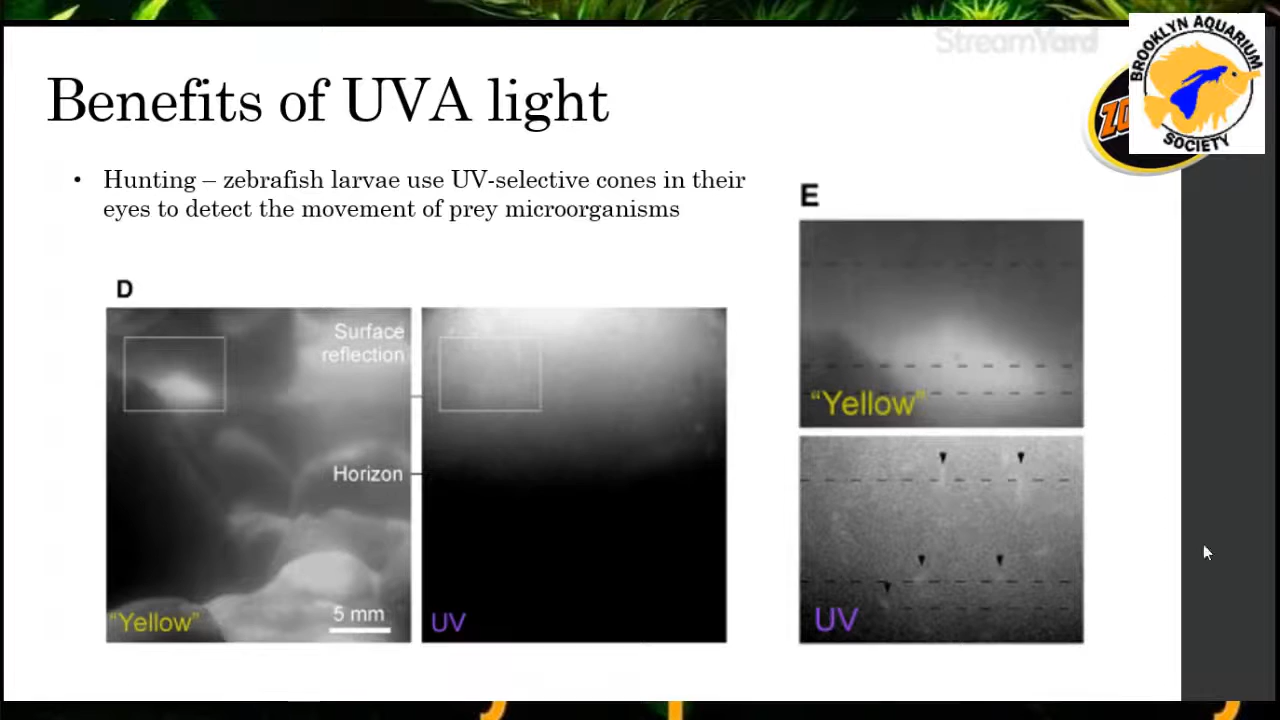 StreamYard
BROOKLYN AQUARIUM
SOCIETY
Benefits of UVA light
• Hunting – zebrafish larvae use UV-selective cones in their
eyes to detect the movement of prey microorganisms
D
Surface
reflection
Horizon
"Yellow"
5 mm
UV
E
"Yellow"
UV